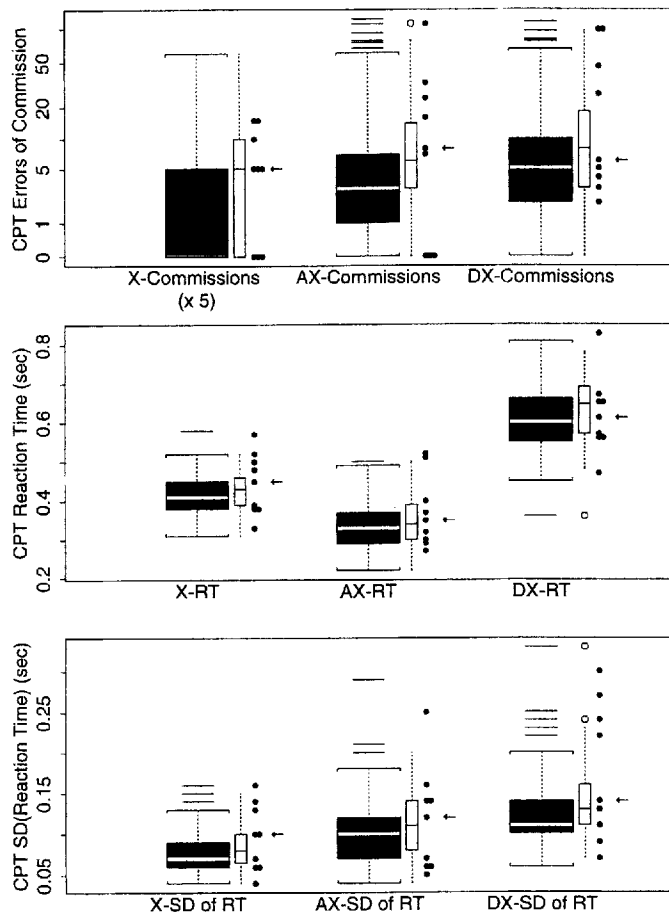 CPT Errors of Commission
50
20
5
1
0
X-Commissions AX-Commissions DX-Commissions
(x 5)
CPT Reaction Time (sec)
0.8
0.6
0.4
0.2
X-RT AX-RT DX-RT
CPT SD(Reaction Time) (sec)
0.25
0.15
0.05
X-SD of RT AX-SD of RT DX-SD of RT